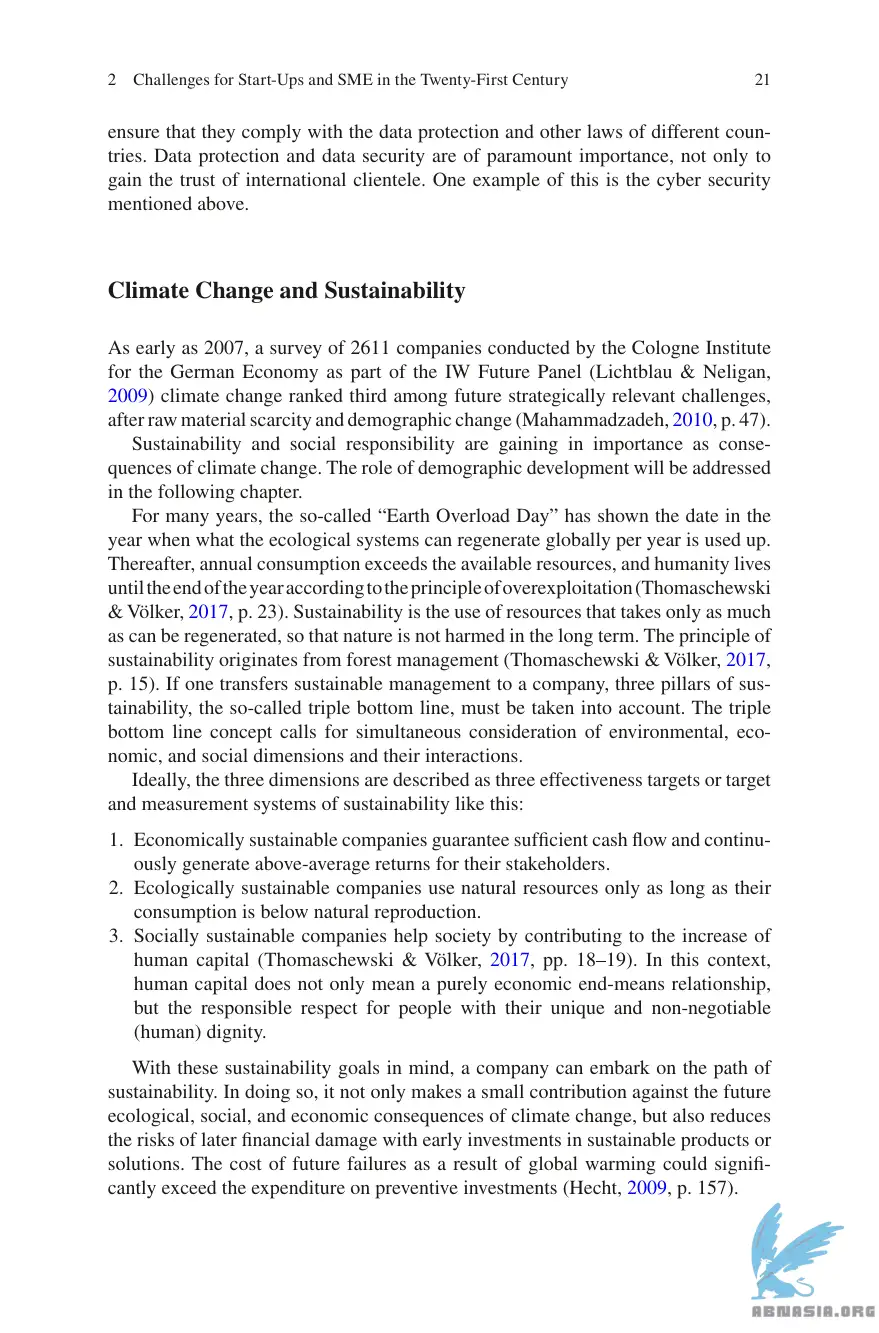 2 Challenges for Start-Ups and SME in the Twenty-First Century 21
ensure that they comply with the data protection and other laws of different coun-
tries. Data protection and data security are of paramount importance, not only to
gain the trust of international clientele. One example of this is the cyber security
mentioned above.
Climate Change and Sustainability
As early as 2007, a survey of 2611 companies conducted by the Cologne Institute
for the German Economy as part of the IW Future Panel (Lichtblau & Neligan,
2009) climate change ranked third among future strategically relevant challenges,
after raw material scarcity and demographic change (Mahammadzadeh, 2010, p. 47).
Sustainability and social responsibility are gaining in importance as conse-
quences of climate change. The role of demographic development will be addressed
in the following chapter.
For many years, the so-called “Earth Overload Day” has shown the date in the
year when what the ecological systems can regenerate globally per year is used up.
Thereafter, annual consumption exceeds the available resources, and humanity lives
until the end of the year according to the principle of overexploitation (Thomaschewski
& Völker, 2017, p. 23). Sustainability is the use of resources that takes only as much
as can be regenerated, so that nature is not harmed in the long term. The principle of
sustainability originates from forest management (Thomaschewski & Völker, 2017,
p. 15). If one transfers sustainable management to a company, three pillars of sus-
tainability, the so-called triple bottom line, must be taken into account. The triple
bottom line concept calls for simultaneous consideration of environmental, eco-
nomic, and social dimensions and their interactions.
Ideally, the three dimensions are described as three effectiveness targets or target
and measurement systems of sustainability like this:
1. Economically sustainable companies guarantee sufficient cash flow and continu-
ously generate above-average returns for their stakeholders.
2. Ecologically sustainable companies use natural resources only as long as their
consumption is below natural reproduction.
3. Socially sustainable companies help society by contributing to the increase of
human capital (Thomaschewski & Völker, 2017, pp. 18–19). In this context,
human capital does not only mean a purely economic end-means relationship,
but the responsible respect for people with their unique and non-negotiable
(human) dignity.
With these sustainability goals in mind, a company can embark on the path of
sustainability. In doing so, it not only makes a small contribution against the future
ecological, social, and economic consequences of climate change, but also reduces
the risks of later financial damage with early investments in sustainable products or
solutions. The cost of future failures as a result of global warming could signifi-
cantly exceed the expenditure on preventive investments (Hecht, 2009, p. 157).
ABNASIA.ORG